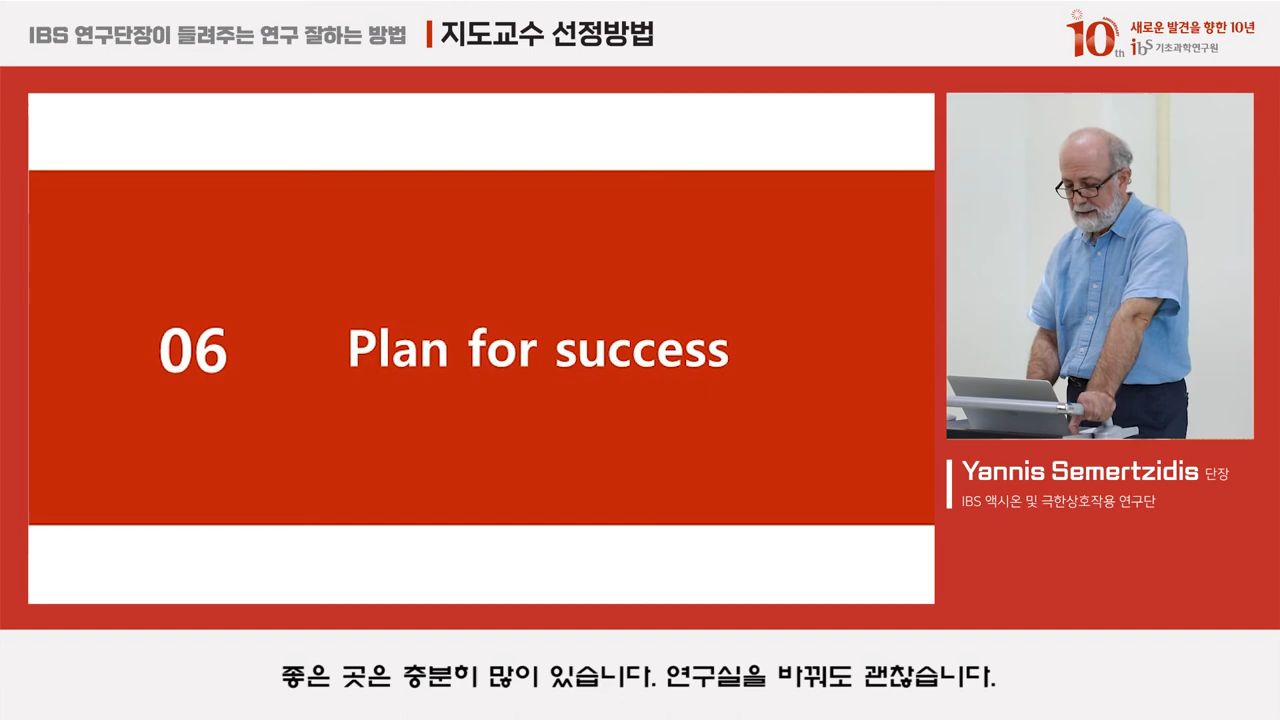 IBS 연구단장이 들려주는 연구 잘하는 방법 지도교수 선정방법
10th 새로운 발견을 향한 10년
ibS 기초과학연구원
06 Plan for success
Yannis Semertzidis 단장
IBS 액시온 및 극한상호작용 연구단
좋은 곳은 충분히 많이 있습니다. 연구실을 바꿔도 괜찮습니다.